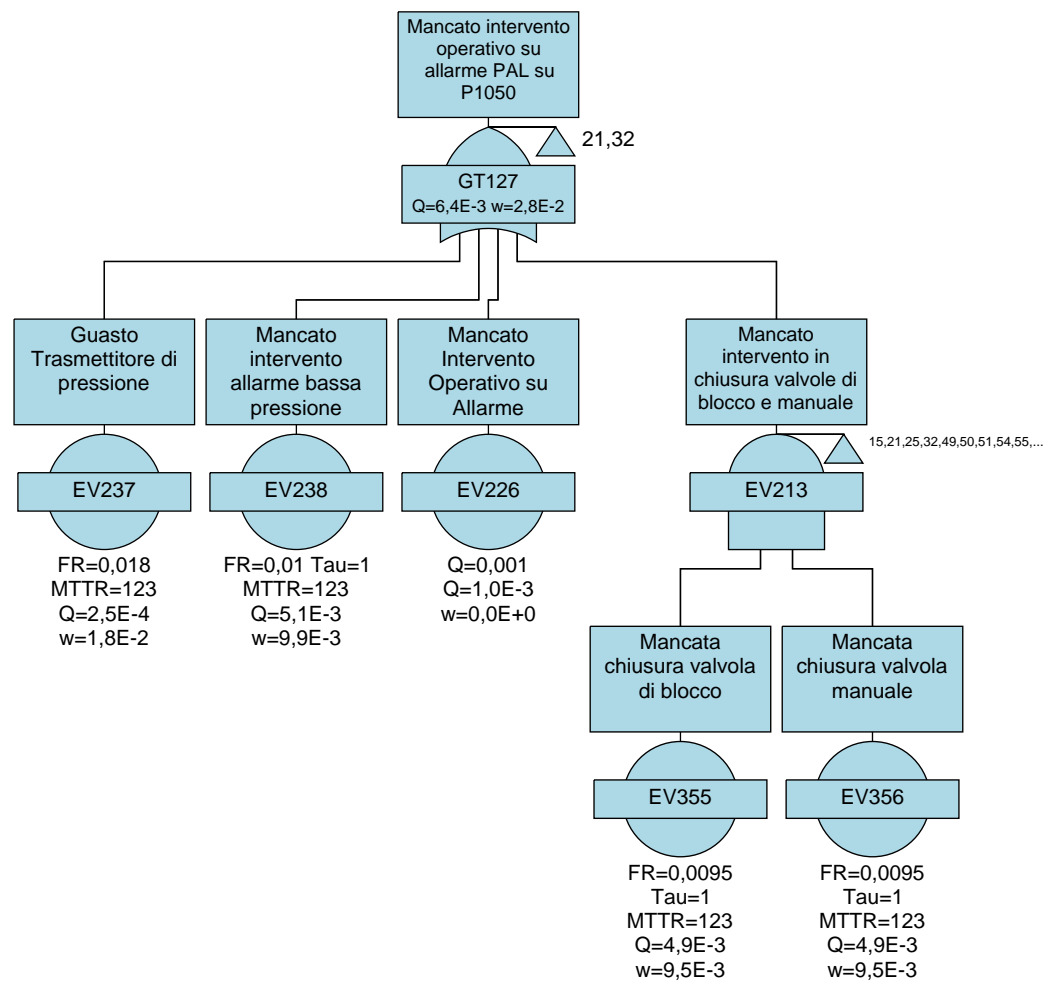 Mancato intervento
operativo su
allarme PAL su
P1050
21,32
GT127
Q=6,4E-3 w=2,8E-2
Guasto
Trasmettitore di
pressione
Mancato
intervento
allarme bassa
pressione
Mancato
Intervento
Operativo su
Allarme
Mancato
intervento in
chiusura valvole di
blocco e manuale
15,21,25,32,49,50,51,54,55,...
EV237
EV238
EV226
EV213
FR=0,018
MTTR=123
Q=2,5E-4
w=1,8E-2
FR=0,01 Tau=1
MTTR=123
Q=5,1E-3
w=9,9E-3
Q=0,001
Q=1,0E-3
w=0,0E+0
Mancata
chiusura valvola
di blocco
Mancata
chiusura valvola
manuale
EV355
EV356
FR=0,0095
Tau=1
MTTR=123
Q=4,9E-3
w=9,5E-3
FR=0,0095
Tau=1
MTTR=123
Q=4,9E-3
w=9,5E-3